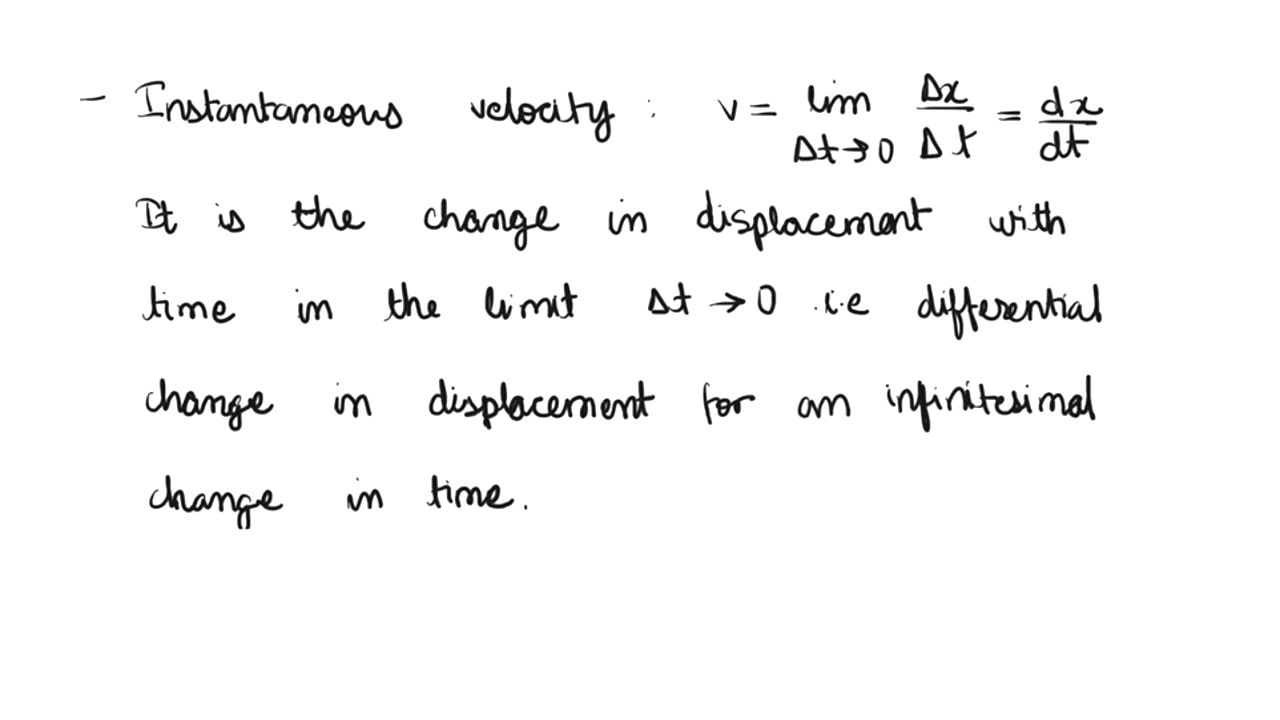 - Instantaneous velocity : v = lim Δt→0 Δx/Δt = dx/dt
It is the change in displacement with
time in the limit Δt → 0 i.e differential
change in displacement for an infinitesimal
change in time.